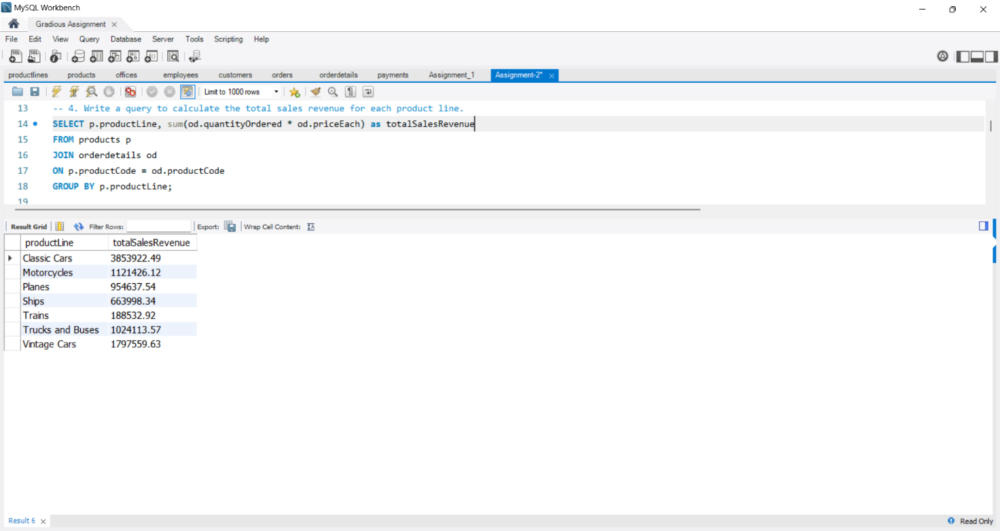 MySQL Workbench
Gradious Assignment
File Edit View Query Database Server Tools Scripting Help
productlines products offices employees customers orders orderdetails payments Assignment_1 Assignment-2*
Limit to 1000 rows
13 -- 4. Write a query to calculate the total sales revenue for each product line.
14 SELECT p.productLine, sum(od.quantityOrdered * od.priceEach) as totalSalesRevenue
15 FROM products p
16 JOIN orderdetails od
17 ON p.productCode = od.productCode
18 GROUP BY p.productLine;
19
Result Grid Filter Rows: Export: Wrap Cell Content:
productLine totalSalesRevenue
Classic Cars 3853922.49
Motorcycles 1121426.12
Planes 954637.54
Ships 663998.34
Trains 188532.92
Trucks and Buses 1024113.57
Vintage Cars 1797559.63
Result 6 Read Only